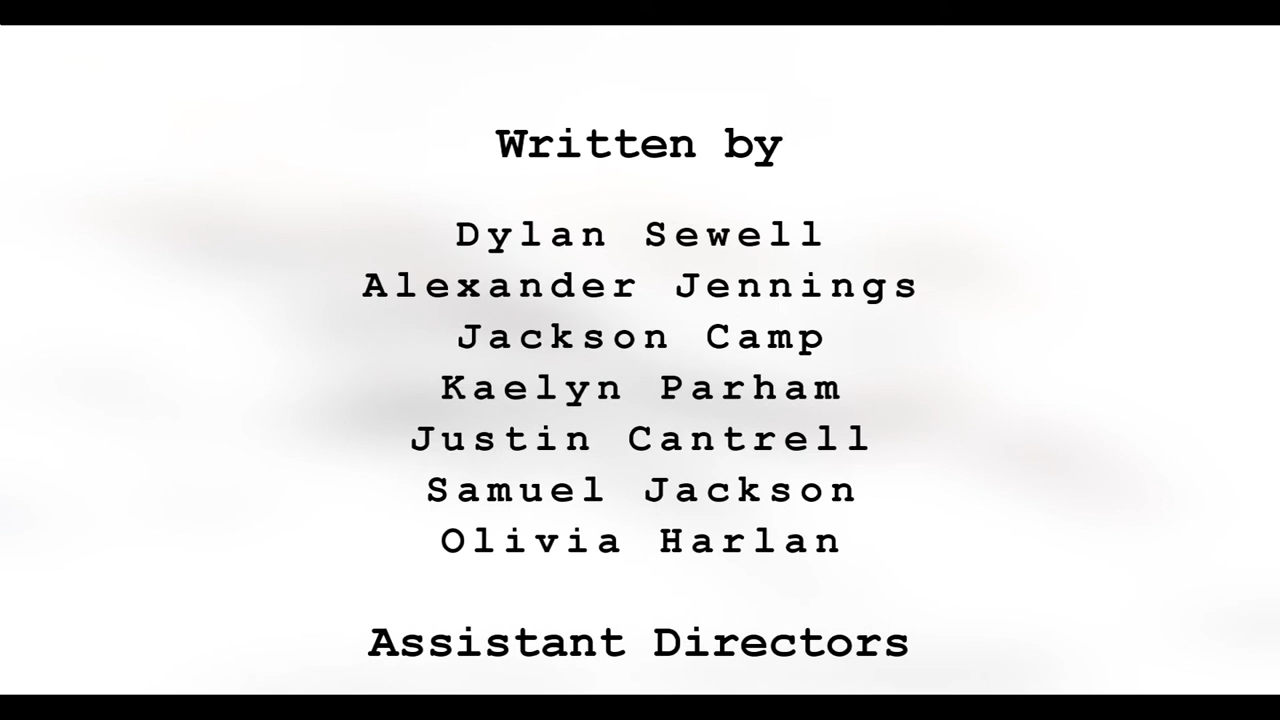 Written by
Dylan Sewell
Alexander Jennings
Jackson Camp
Kaelyn Parham
Justin Cantrell
Samuel Jackson
Olivia Harlan
Assistant Directors